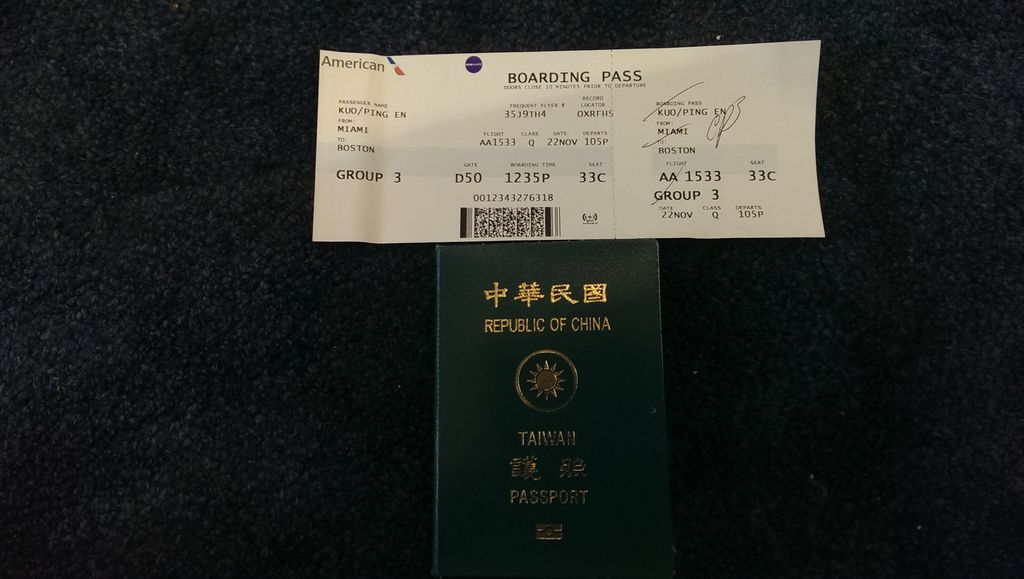 American
oneworld
BOARDING PASS
DOORS CLOSE 10 MINUTES PRIOR TO DEPARTURE
PASSENGER NAME
KUO/PING EN
FROM:
MIAMI
TO:
BOSTON
FREQUENT FLYER # RECORD LOCATOR
35J9TH4 OXRFHS
FLIGHT CLASS DATE DEPARTS
AA1533 Q 22NOV 105P
GATE BOARDING TIME SEAT
GROUP 3 D50 1235P 33C
0012343276318
BOARDING PASS
KUO/PING EN
FROM:
MIAMI
TO:
BOSTON
FLIGHT SEAT
AA 1533 33C
GROUP 3
DATE CLASS DEPARTS
22NOV Q 105P
中華民國
REPUBLIC OF CHINA
TAIWAN
護照
PASSPORT